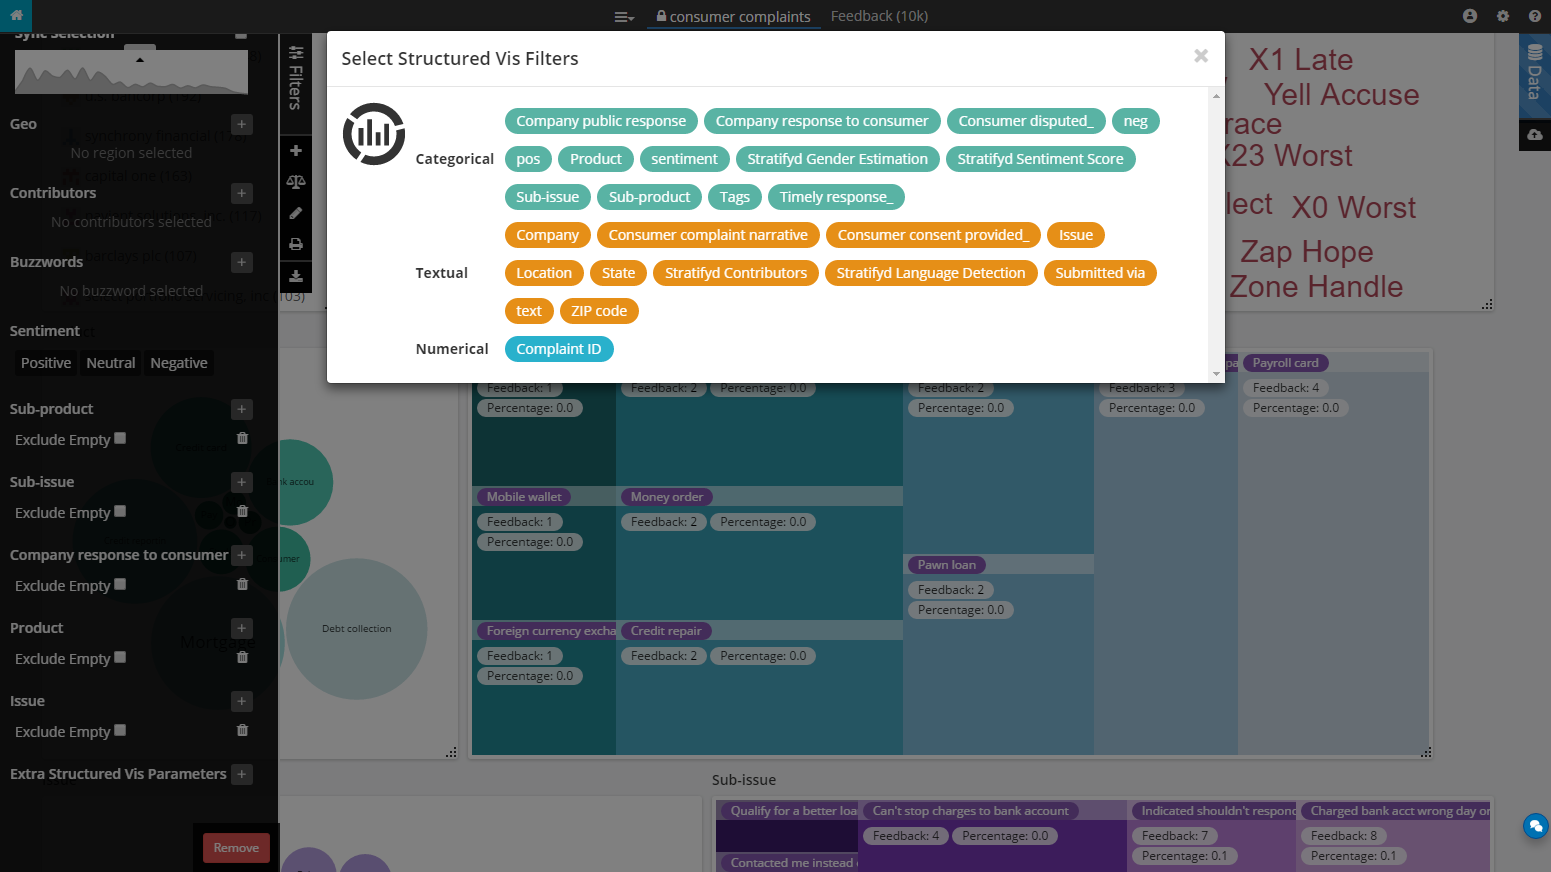 consumer complaints
Feedback (10k)
Sync Selection
Select Structured Vis Filters
Filters
Data
X1 Late
Yell Accuse
race
X23 Worst
lect
X0 Worst
Zap Hope
Zone Handle
Categorical
Company public response
Company response to consumer
Consumer disputed_
neg
pos
Product
sentiment
Stratifyd Gender Estimation
Stratifyd Sentiment Score
Sub-issue
Sub-product
Tags
Timely response_
Textual
Company
Consumer complaint narrative
Consumer consent provided_
Issue
Location
State
Stratifyd Contributors
Stratifyd Language Detection
Submitted via
text
ZIP code
Numerical
Complaint ID
Geo
synchrony financial
No region selected
capital one (163)
Contributors
No contributors selected
Buzzwords
barclays plc (107)
No buzzword selected
Sentiment
Positive
Neutral
Negative
Sub-product
Exclude Empty
Sub-issue
Exclude Empty
Company response to consumer
Exclude Empty
Product
Exclude Empty
Mortgage
Issue
Exclude Empty
Extra Structured Vis Parameters
Remove
nk accou
umer
Debt collection
Payroll card
Feedback: 1
Percentage: 0.0
Feedback: 2
Percentage: 0.0
Feedback: 2
Percentage: 0.0
Feedback: 3
Percentage: 0.0
Feedback: 4
Percentage: 0.0
Mobile wallet
Feedback: 1
Percentage: 0.0
Money order
Feedback: 2
Percentage: 0.0
Pawn loan
Feedback: 2
Percentage: 0.0
Foreign currency excha
Feedback: 1
Percentage: 0.0
Credit repair
Feedback: 2
Percentage: 0.0
Sub-issue
Qualify for a better loa
Can't stop charges to bank account
Feedback: 4
Percentage: 0.0
Indicated shouldn't respond
Feedback: 7
Percentage: 0.1
Charged bank acct wrong day or
Feedback: 8
Percentage: 0.1
Contacted me instead